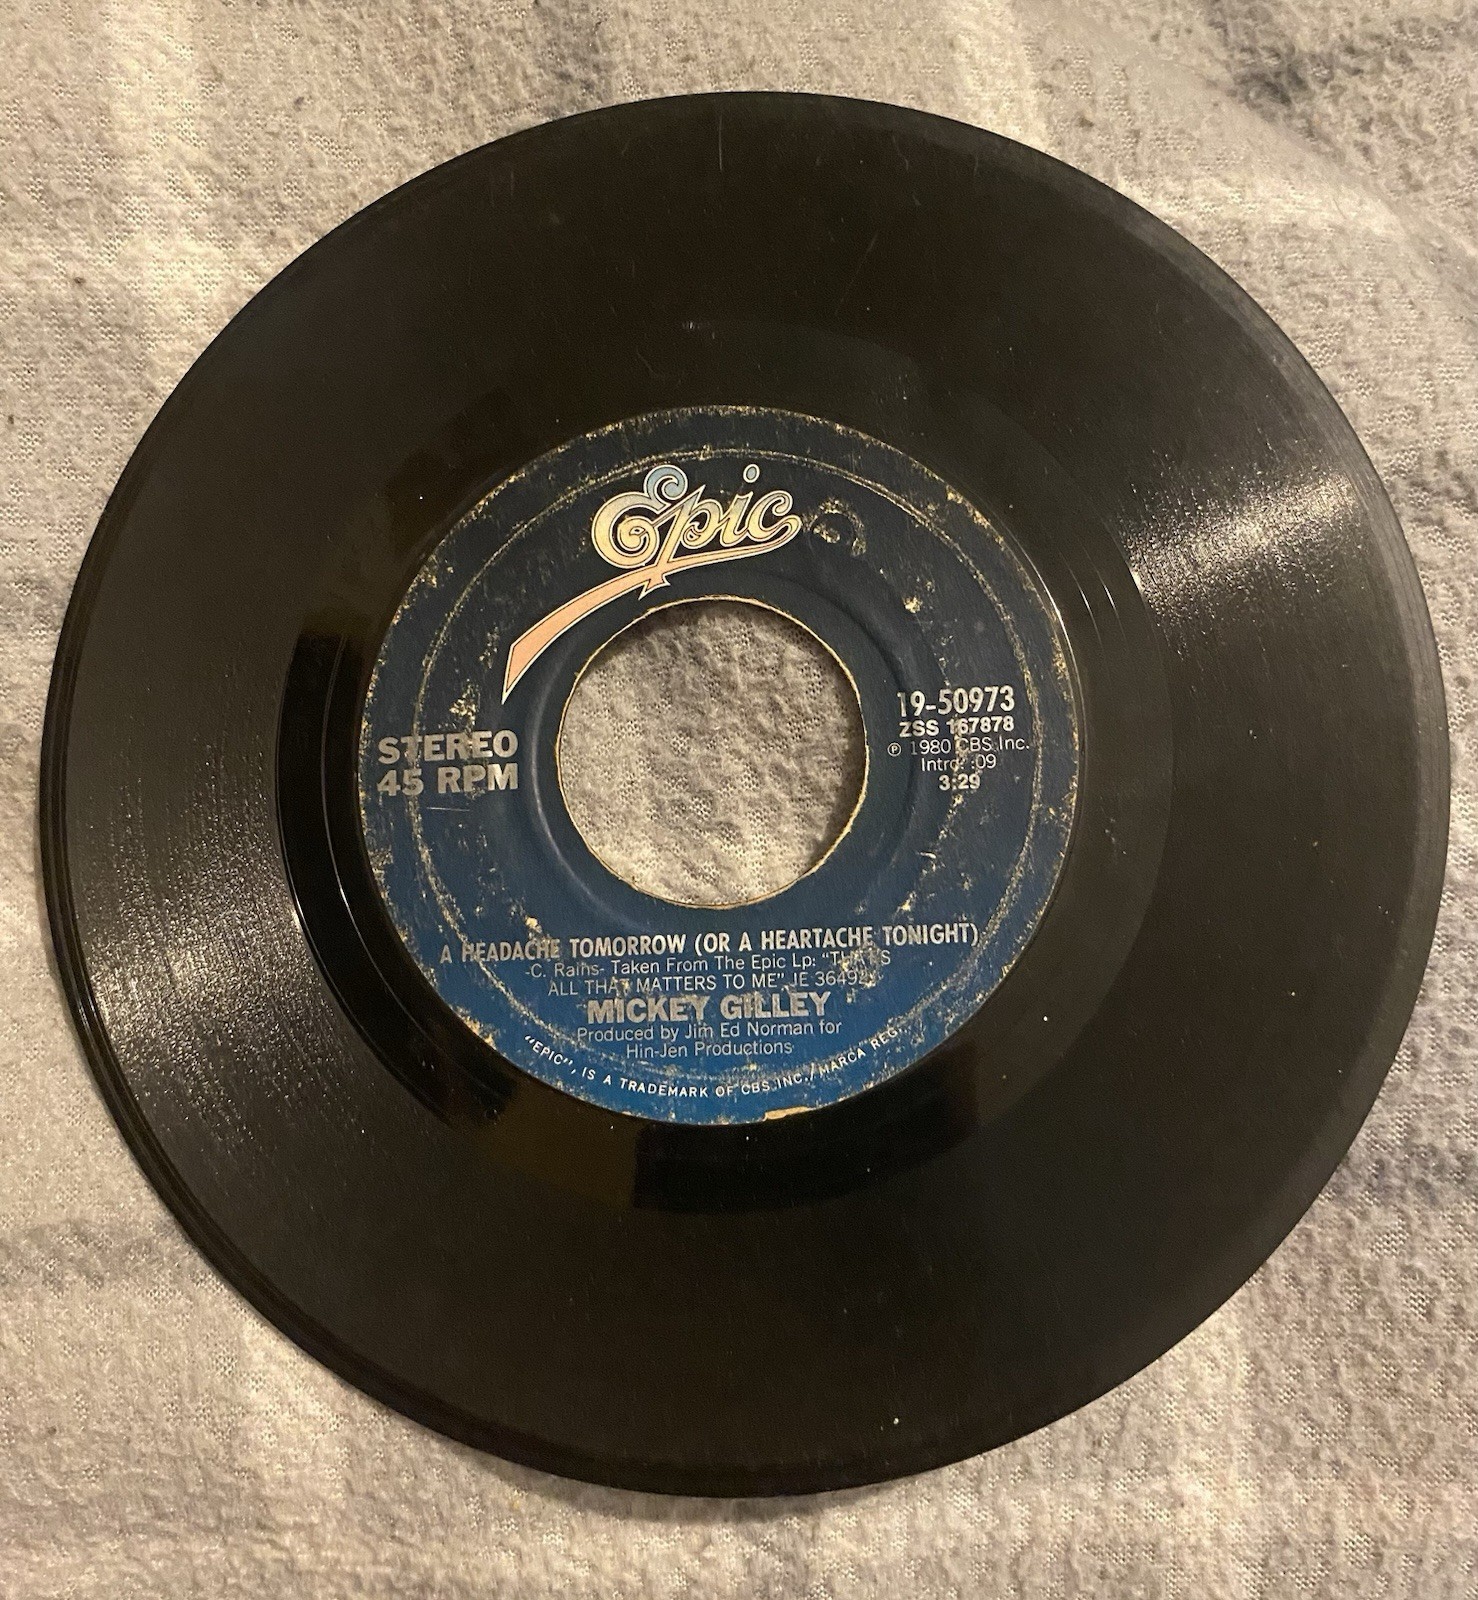 Epic
19-50973
ZSS 167878
℗ 1980 CBS Inc.
Intro: :09
3:29
STEREO
45 RPM
A HEADACHE TOMORROW (OR A HEARTACHE TONIGHT)
-C. Rains- Taken From The Epic Lp: "THAT'S
ALL THAT MATTERS TO ME" JE 36492
MICKEY GILLEY
Produced by Jim Ed Norman for
Hin-Jen Productions
"EPIC", IS A TRADEMARK OF CBS INC./MARCA REG.